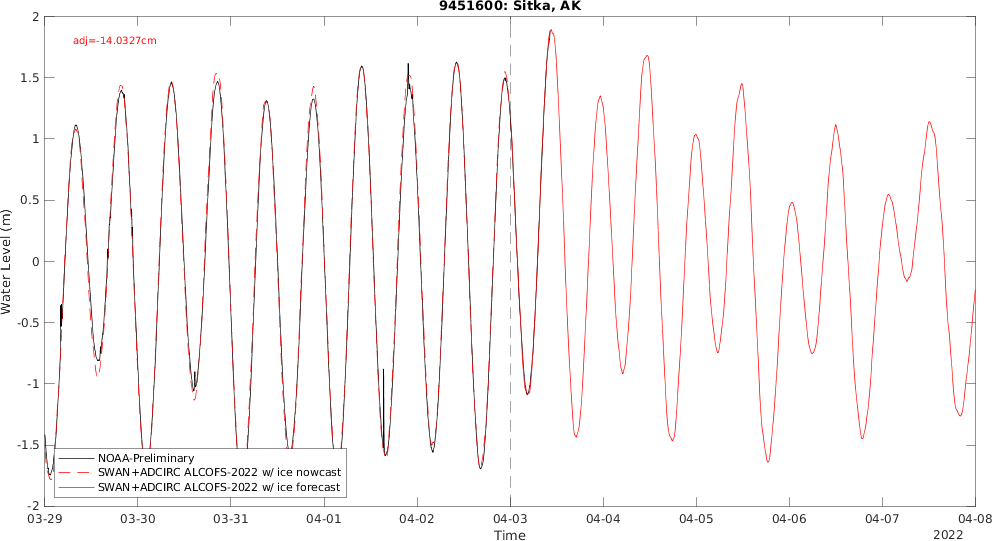 9451600: Sitka, AK
adj=-14.0327cm
2
1.5
1
0.5
0
-0.5
-1
-1.5
-2
Water Level (m)
NOAA-Preliminary
SWAN+ADCIRC ALCOFS-2022 w/ ice nowcast
SWAN+ADCIRC ALCOFS-2022 w/ ice forecast
03-29 03-30 03-31 04-01 04-02 04-03 04-04 04-05 04-06 04-07 04-08
Time
2022